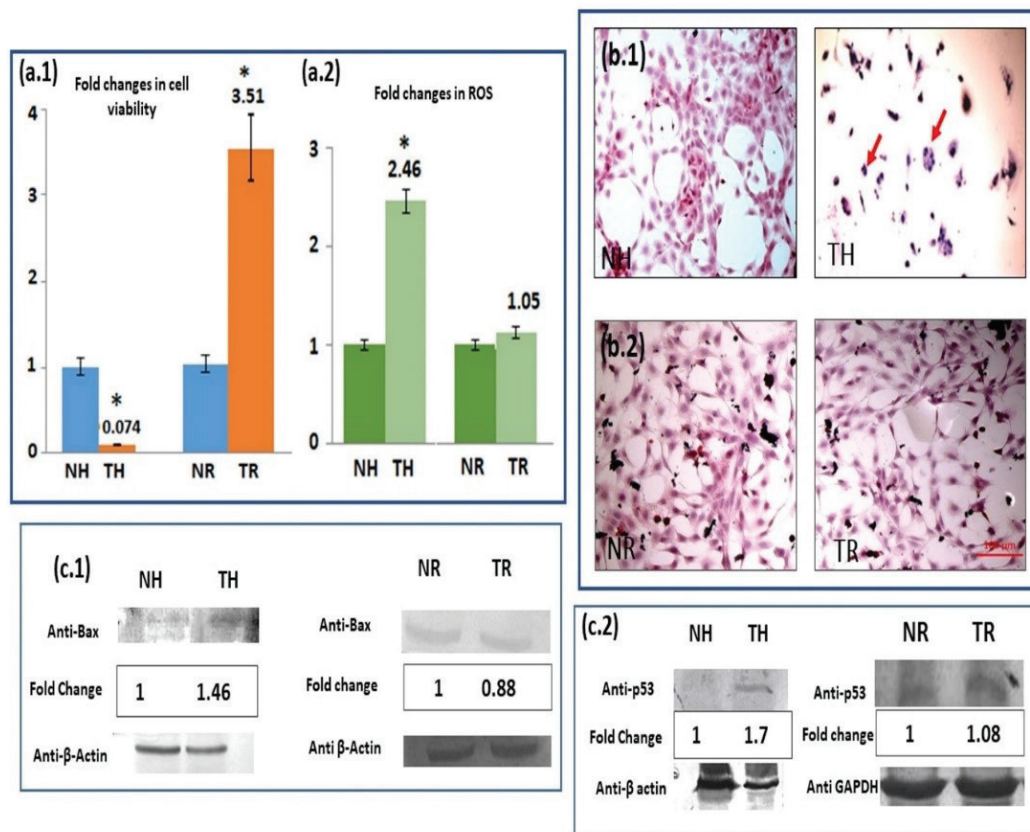 (a.1)
Fold changes in cell
viability
*
3.51
*
0.074
4
3
2
1
0
NH TH NR TR
(a.2)
Fold changes in ROS
*
2.46
1.05
3
2
1
0
NH TH NR TR
(b.1)
NH
TH
(b.2)
NR
TR
(c.1)
NH TH
Anti-Bax
Fold Change 1 1.46
Anti-β-Actin
NR TR
Anti-Bax
Fold change 1 0.88
Anti β-Actin
(c.2)
NH TH
Anti-p53
Fold Change 1 1.7
Anti-β actin
NR TR
Anti-p53
Fold change 1 1.08
Anti GAPDH